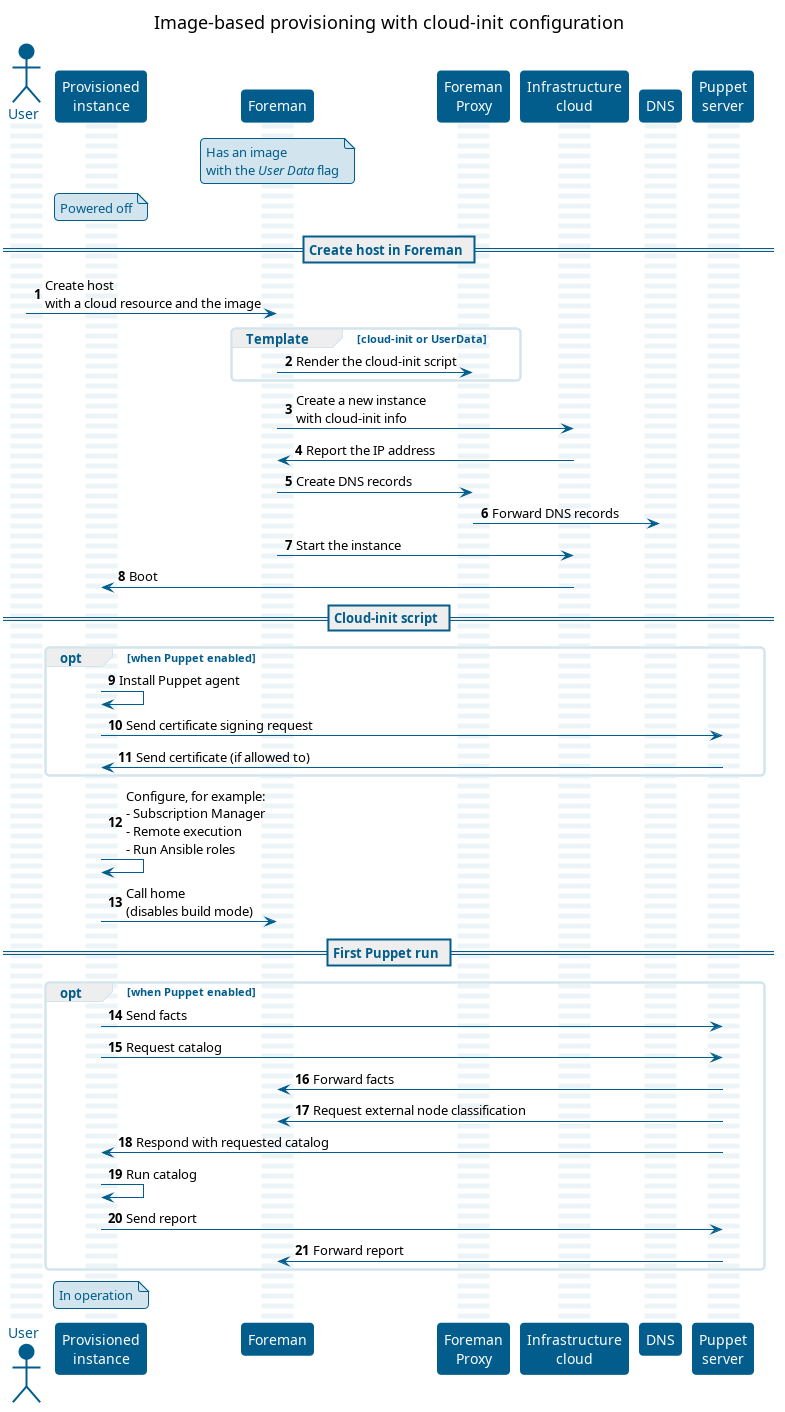 Image-based provisioning with cloud-init configuration
User
Provisioned
instance
Foreman
Foreman
Proxy
Infrastructure
cloud
DNS
Puppet
server
Has an image
with the User Data flag
Powered off
Create host in Foreman
1 Create host
with a cloud resource and the image
Template [cloud-init or UserData]
2 Render the cloud-init script
3 Create a new instance
with cloud-init info
4 Report the IP address
5 Create DNS records
6 Forward DNS records
7 Start the instance
8 Boot
Cloud-init script
opt [when Puppet enabled]
9 Install Puppet agent
10 Send certificate signing request
11 Send certificate (if allowed to)
12 Configure, for example:
- Subscription Manager
- Remote execution
- Run Ansible roles
13 Call home
(disables build mode)
First Puppet run
opt [when Puppet enabled]
14 Send facts
15 Request catalog
16 Forward facts
17 Request external node classification
18 Respond with requested catalog
19 Run catalog
20 Send report
21 Forward report
In operation
User
Provisioned
instance
Foreman
Foreman
Proxy
Infrastructure
cloud
DNS
Puppet
server